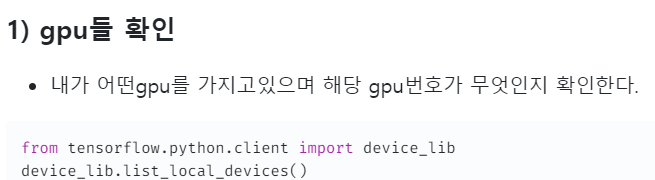 1) gpu들 확인
• 내가 어떤gpu를 가지고있으며 해당 gpu번호가 무엇인지 확인한다.
from tensorflow.python.client import device_lib
device_lib.list_local_devices()